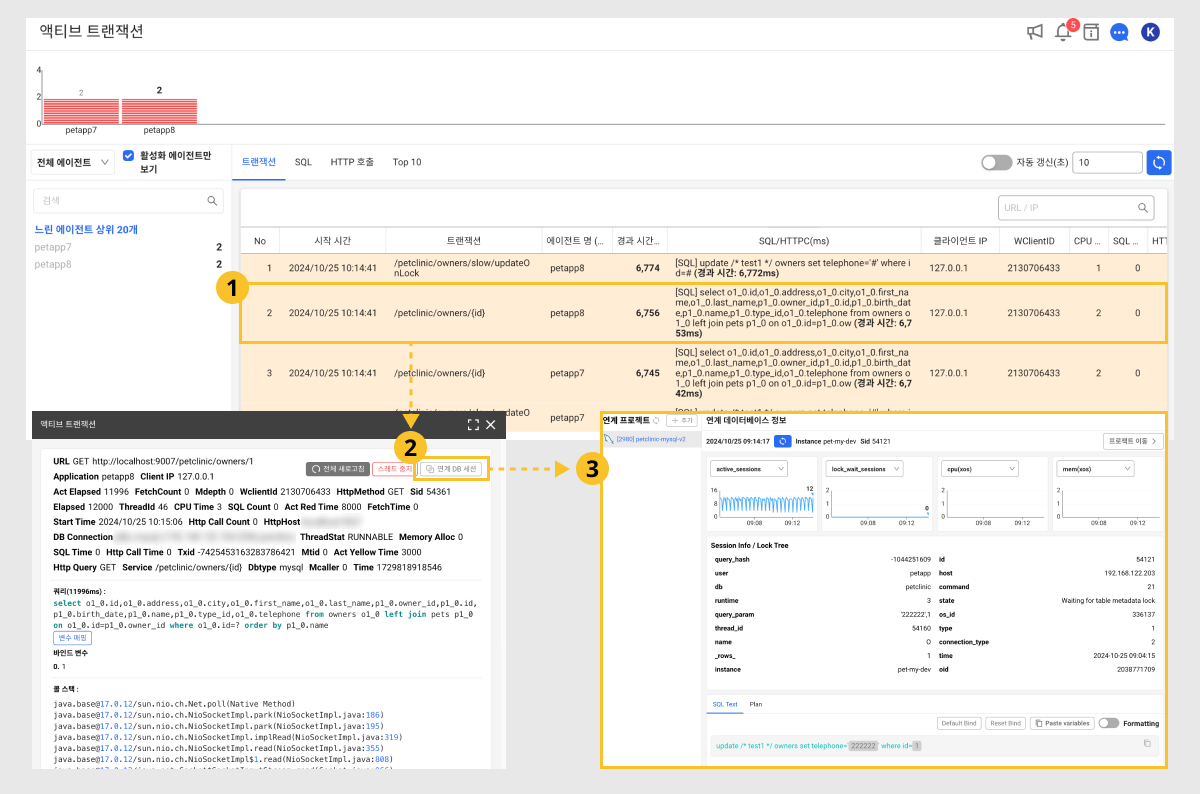 액티브 트랜잭션
5
K
4
2
0
2
2
petapp7
petapp8
전체 에이전트
활성화 에이전트만 보기
트랜잭션 SQL HTTP 호출 Top 10
자동 갱신(초) 10
검색
URL / IP
느린 에이전트 상위 20개
petapp7 2
petapp8 2
No 시작 시간 트랜잭션 에이전트 명 (... 경과 시간... SQL/HTTPC(ms) 클라이언트 IP WClientID CPU ... SQL ... HTT
1 2024/10/25 10:14:41 /petclinic/owners/slow/updateO
nLock petapp8 6,774 [SQL] update /* test1 */ owners set telephone='#' where i
d=# (경과 시간: 6,772ms) 127.0.0.1 2130706433 1 0
1
2 2024/10/25 10:14:41 /petclinic/owners/{id} petapp8 6,756 [SQL] select o1_0.id,o1_0.address,o1_0.city,o1_0.first_na
me,o1_0.last_name,p1_0.owner_id,p1_0.id,p1_0.birth_dat
e,p1_0.name,p1_0.type_id,o1_0.telephone from owners o
1_0 left join pets p1_0 on o1_0.id=p1_0.ow (경과 시간: 6,7
53ms) 127.0.0.1 2130706433 2 0
3 2024/10/25 10:14:41 /petclinic/owners/{id} petapp7 6,745 [SQL] select o1_0.id,o1_0.address,o1_0.city,o1_0.first_na
me,o1_0.last_name,p1_0.owner_id,p1_0.id,p1_0.birth_dat
e,p1_0.name,p1_0.type_id,o1_0.telephone from owners o
1_0 left join pets p1_0 on o1_0.id=p1_0.ow (경과 시간: 6,7
42ms) 127.0.0.1 2130706433 2 0
petapp7
액티브 트랜잭션
2
전체 새로고침 스레드 중지 연계 DB 세션
URL GET http://localhost:9007/petclinic/owners/1
Application petapp8 Client IP 127.0.0.1
Act Elapsed 11996 FetchCount 0 Mdepth 0 WclientId 2130706433 HttpMethod GET Sid 54361
Elapsed 12000 ThreadId 46 CPU Time 3 SQL Count 0 Act Red Time 8000 FetchTime 0
Start Time 2024/10/25 10:15:06 Http Call Count 0 HttpHost
DB Connection ThreadStat RUNNABLE Memory Alloc 0
SQL Time 0 Http Call Time 0 Txid -7425453163283786421 Mtid 0 Act Yellow Time 3000
Http Query GET Service /petclinic/owners/{id} Dbtype mysql Mcaller 0 Time 1729818918546
쿼리(11996ms) :
select o1_0.id,o1_0.address,o1_0.city,o1_0.first_name,o1_0.last_name,p1_0.owner_id,p1_0.id,
p1_0.birth_date,p1_0.name,p1_0.type_id,o1_0.telephone from owners o1_0 left join pets p1_0
on o1_0.id=p1_0.owner_id where o1_0.id=? order by p1_0.name
변수 매핑
바인드 변수
0. 1
콜 스택 :
java.base@17.0.12/sun.nio.ch.Net.poll(Native Method)
java.base@17.0.12/sun.nio.ch.NioSocketImpl.park(NioSocketImpl.java:186)
java.base@17.0.12/sun.nio.ch.NioSocketImpl.park(NioSocketImpl.java:195)
java.base@17.0.12/sun.nio.ch.NioSocketImpl.implRead(NioSocketImpl.java:319)
java.base@17.0.12/sun.nio.ch.NioSocketImpl.read(NioSocketImpl.java:355)
java.base@17.0.12/sun.nio.ch.NioSocketImpl$1.read(NioSocketImpl.java:808)
3
연계 프로젝트 + 추가
[2980] petclinic-mysql-v2
연계 데이터베이스 정보
2024/10/25 09:14:17 Instance pet-my-dev Sid 54121 프로젝트 이동
active_sessions
16
8
0
12
09:08 09:12
lock_wait_sessions
2
1
0
0
09:08 09:12
cpu(xos)
2
1
0
09:08 09:12
mem(xos)
2
1
0
09:08 09:12
Session Info / Lock Tree
query_hash -1044251609 id 54121
user petapp host 192.168.122.203
db petclinic command 21
runtime 3 state Waiting for table metadata lock
query_param '222222',1 os_id 336137
thread_id 54160 type 1
name O connection_type 2
_rows_ 1 time 2024-10-25 09:04:15
instance pet-my-dev oid 2038771709
SQL Text Plan
Default Bind Reset Bind Paste variables Formatting
update /* test1 */ owners set telephone='222222' where id=1